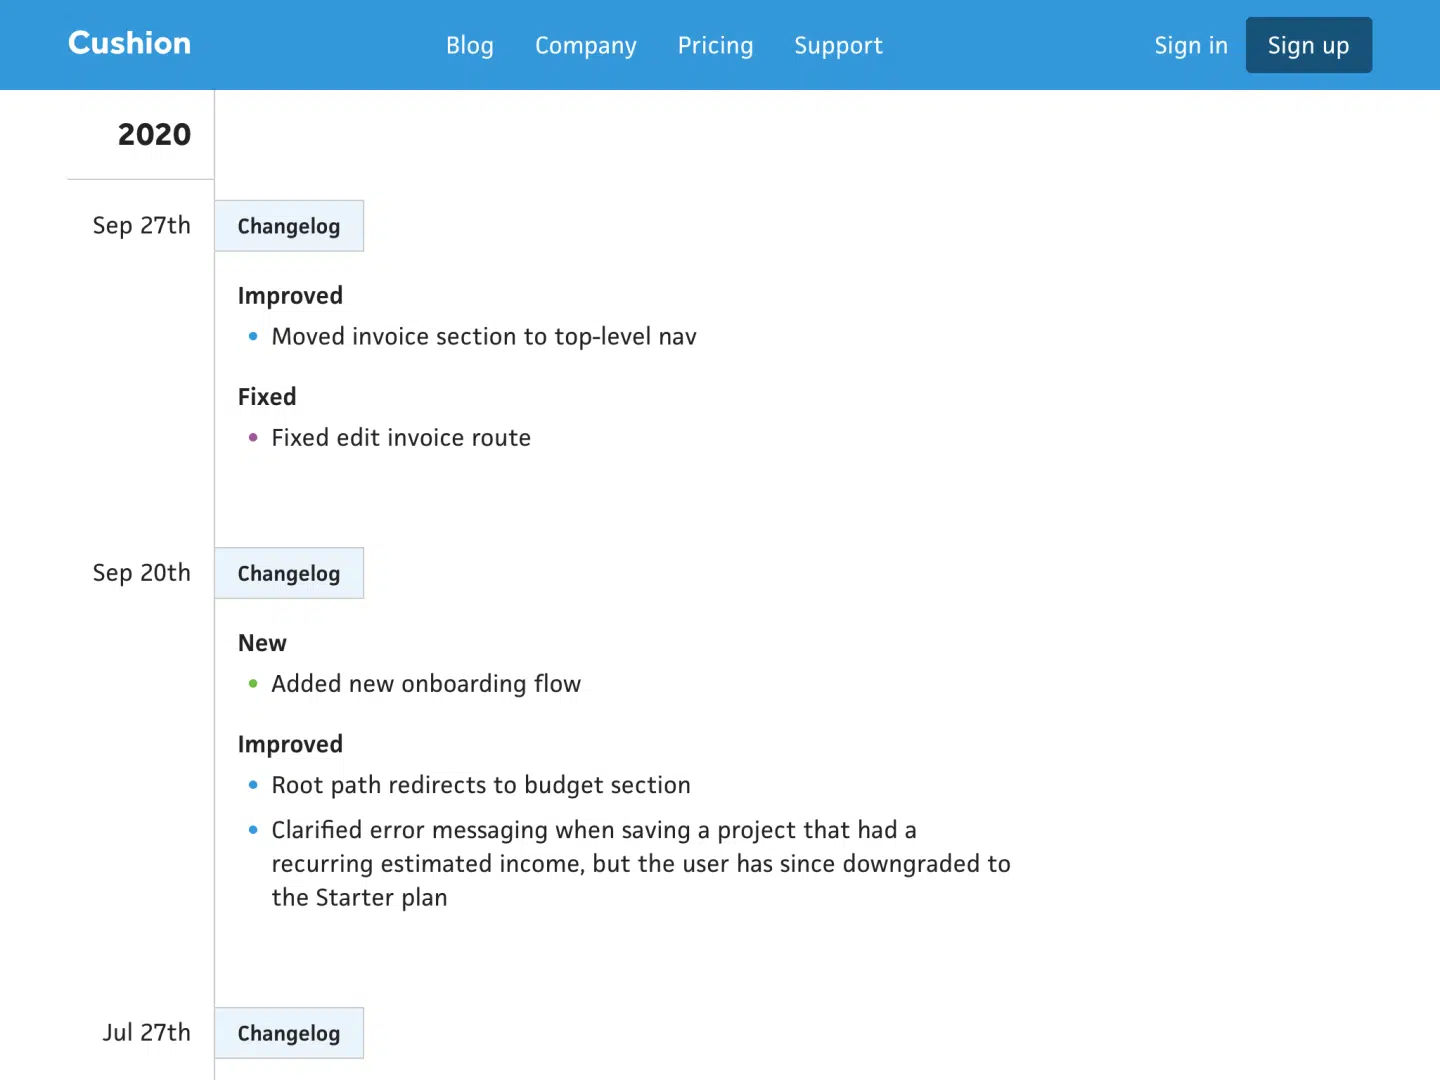 Cushion
Blog
Company
Pricing
Support
Sign in
Sign up
2020
Sep 27th
Changelog
Improved
Moved invoice section to top-level nav
Fixed
Fixed edit invoice route
Sep 20th
Changelog
New
Added new onboarding flow
Improved
Root path redirects to budget section
Clarified error messaging when saving a project that had a
recurring estimated income, but the user has since downgraded to
the Starter plan
Jul 27th
Changelog